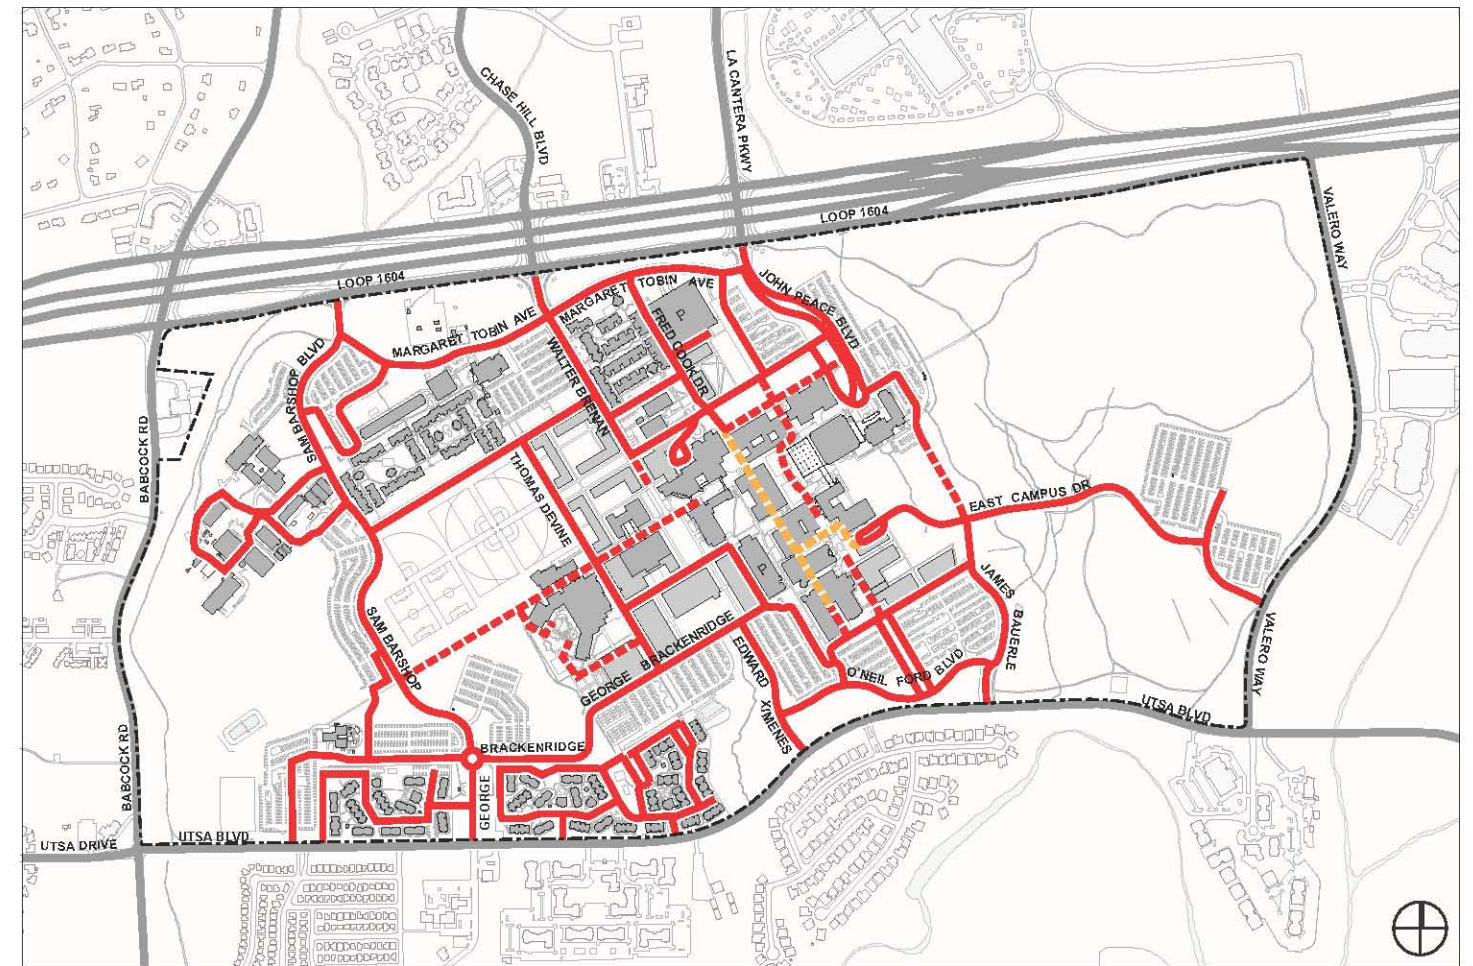 CHASE HILL BLVD
LA CANTERA PKWY
LOOP 1604
VALERO WAY
LOOP 1604
JOHN PEACE BLVD
MARGARET TOBIN AVE
MARGARET TOBIN AVE
P
FRED COOK DR
WALTER BRENAN
SAM BARSHOP BLVD
SAM BARSHOP
BABCOCK RD
THOMAS DEVINE
EAST CAMPUS DR
P
JAMES BAUERLE
SAM BARSHOP
GEORGE BRACKENRIDGE
EDWARD XIMENES
O'NEIL FORD BLVD
VALERO WAY
UTSA BLVD
BRACKENRIDGE
GEORGE
BABCOCK RD
UTSA BLVD
UTSA DRIVE